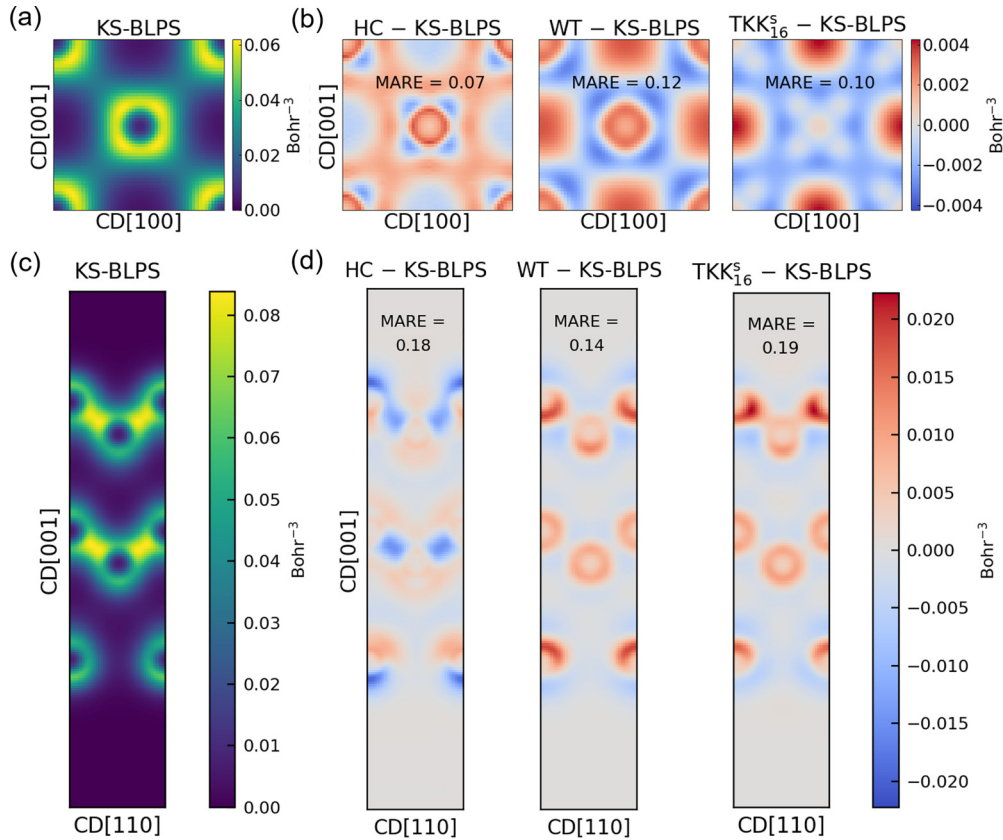 (a)
KS-BLPS
CD[001]
CD[100]
0.06
0.04
0.02
0.00
Bohr⁻³
(b)
HC − KS-BLPS
MARE = 0.07
CD[001]
CD[100]
WT − KS-BLPS
MARE = 0.12
CD[100]
TKKˢ₁₆ − KS-BLPS
MARE = 0.10
CD[100]
0.004
0.002
0.000
−0.002
−0.004
Bohr⁻³
(c)
KS-BLPS
CD[001]
CD[110]
0.08
0.07
0.06
0.05
0.04
0.03
0.02
0.01
0.00
Bohr⁻³
(d)
HC − KS-BLPS
MARE =
0.18
CD[001]
CD[110]
WT − KS-BLPS
MARE =
0.14
CD[110]
TKKˢ₁₆ − KS-BLPS
MARE =
0.19
CD[110]
0.020
0.015
0.010
0.005
0.000
−0.005
−0.010
−0.015
−0.020
Bohr⁻³